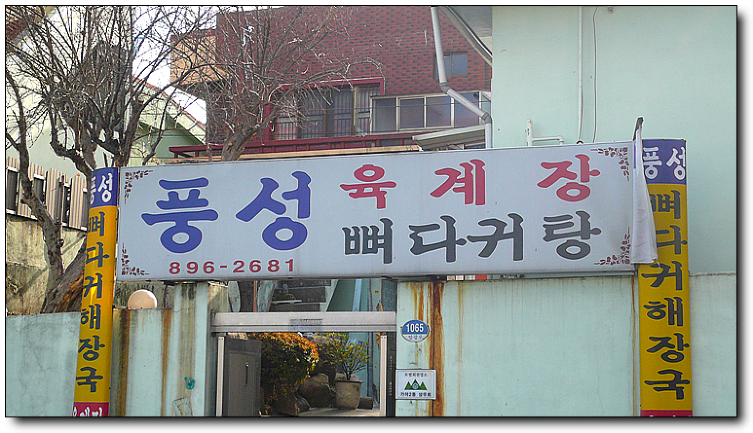 풍성 육계장
뼈다귀탕
896-2681
풍성
뼈다귀해장국
풍성
뼈다귀해장국
1065